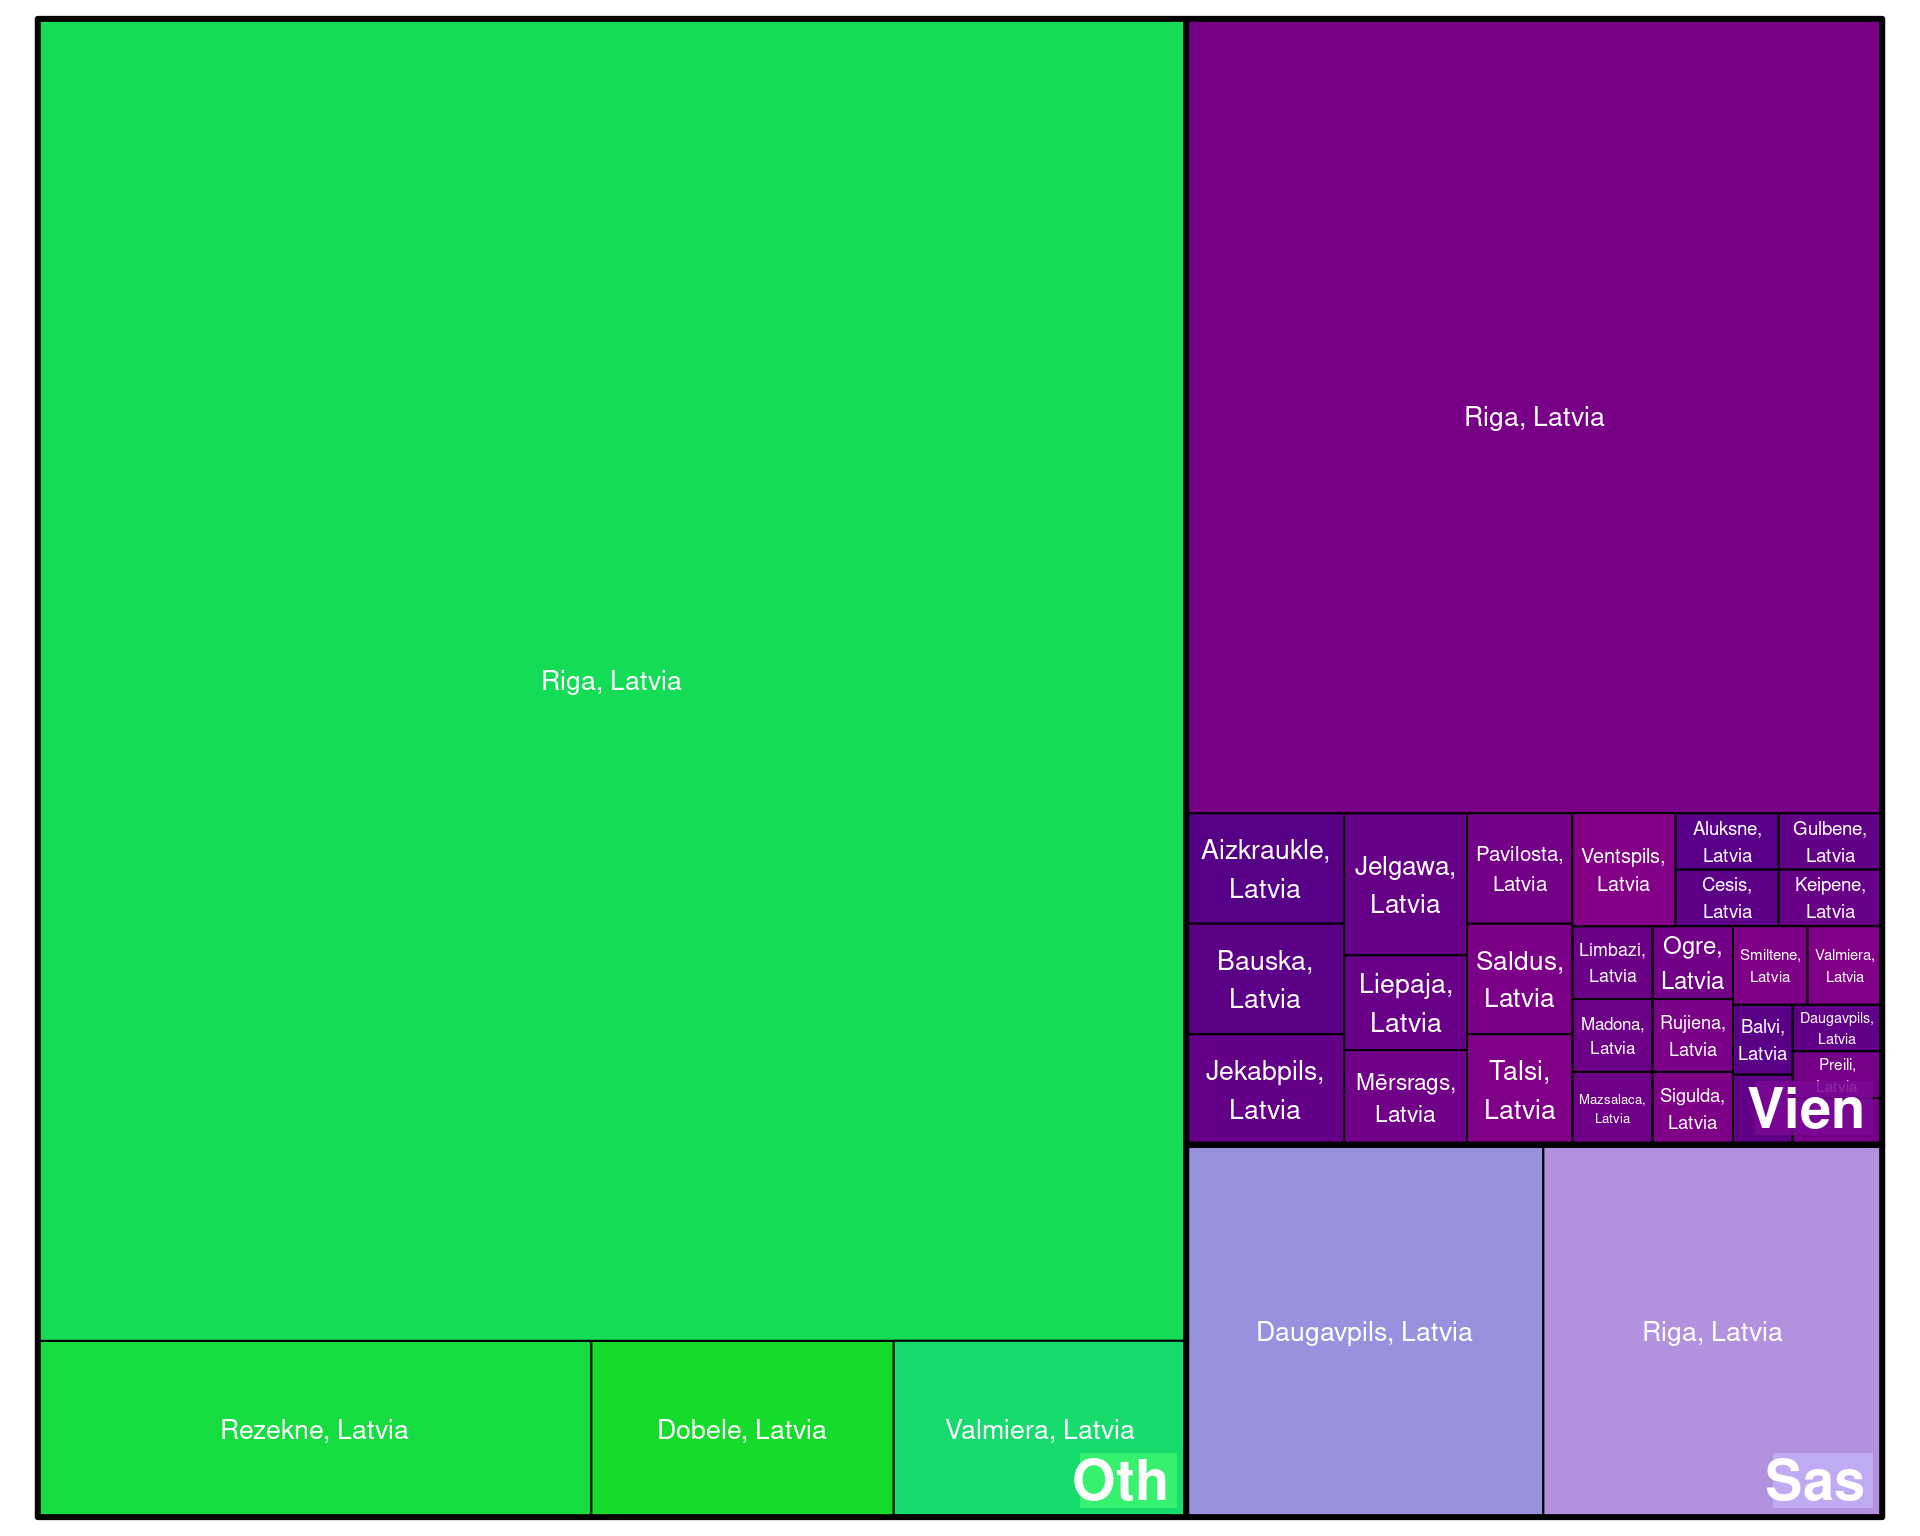 Riga, Latvia
Rezekne, Latvia
Dobele, Latvia
Valmiera, Latvia
Oth
Riga, Latvia
Aizkraukle,
Latvia
Bauska,
Latvia
Jekabpils,
Latvia
Jelgawa,
Latvia
Liepaja,
Latvia
Mērsrags,
Latvia
Pavilosta,
Latvia
Saldus,
Latvia
Talsi,
Latvia
Ventspils,
Latvia
Aluksne,
Latvia
Gulbene,
Latvia
Cesis,
Latvia
Keipene,
Latvia
Limbazi,
Latvia
Madona,
Latvia
Mazsalaca,
Latvia
Ogre,
Latvia
Rujiena,
Latvia
Sigulda,
Latvia
Smiltene,
Latvia
Valmiera,
Latvia
Balvi,
Latvia
Daugavpils,
Latvia
Preili,
Latvia
Vien
Daugavpils, Latvia
Riga, Latvia
Sas